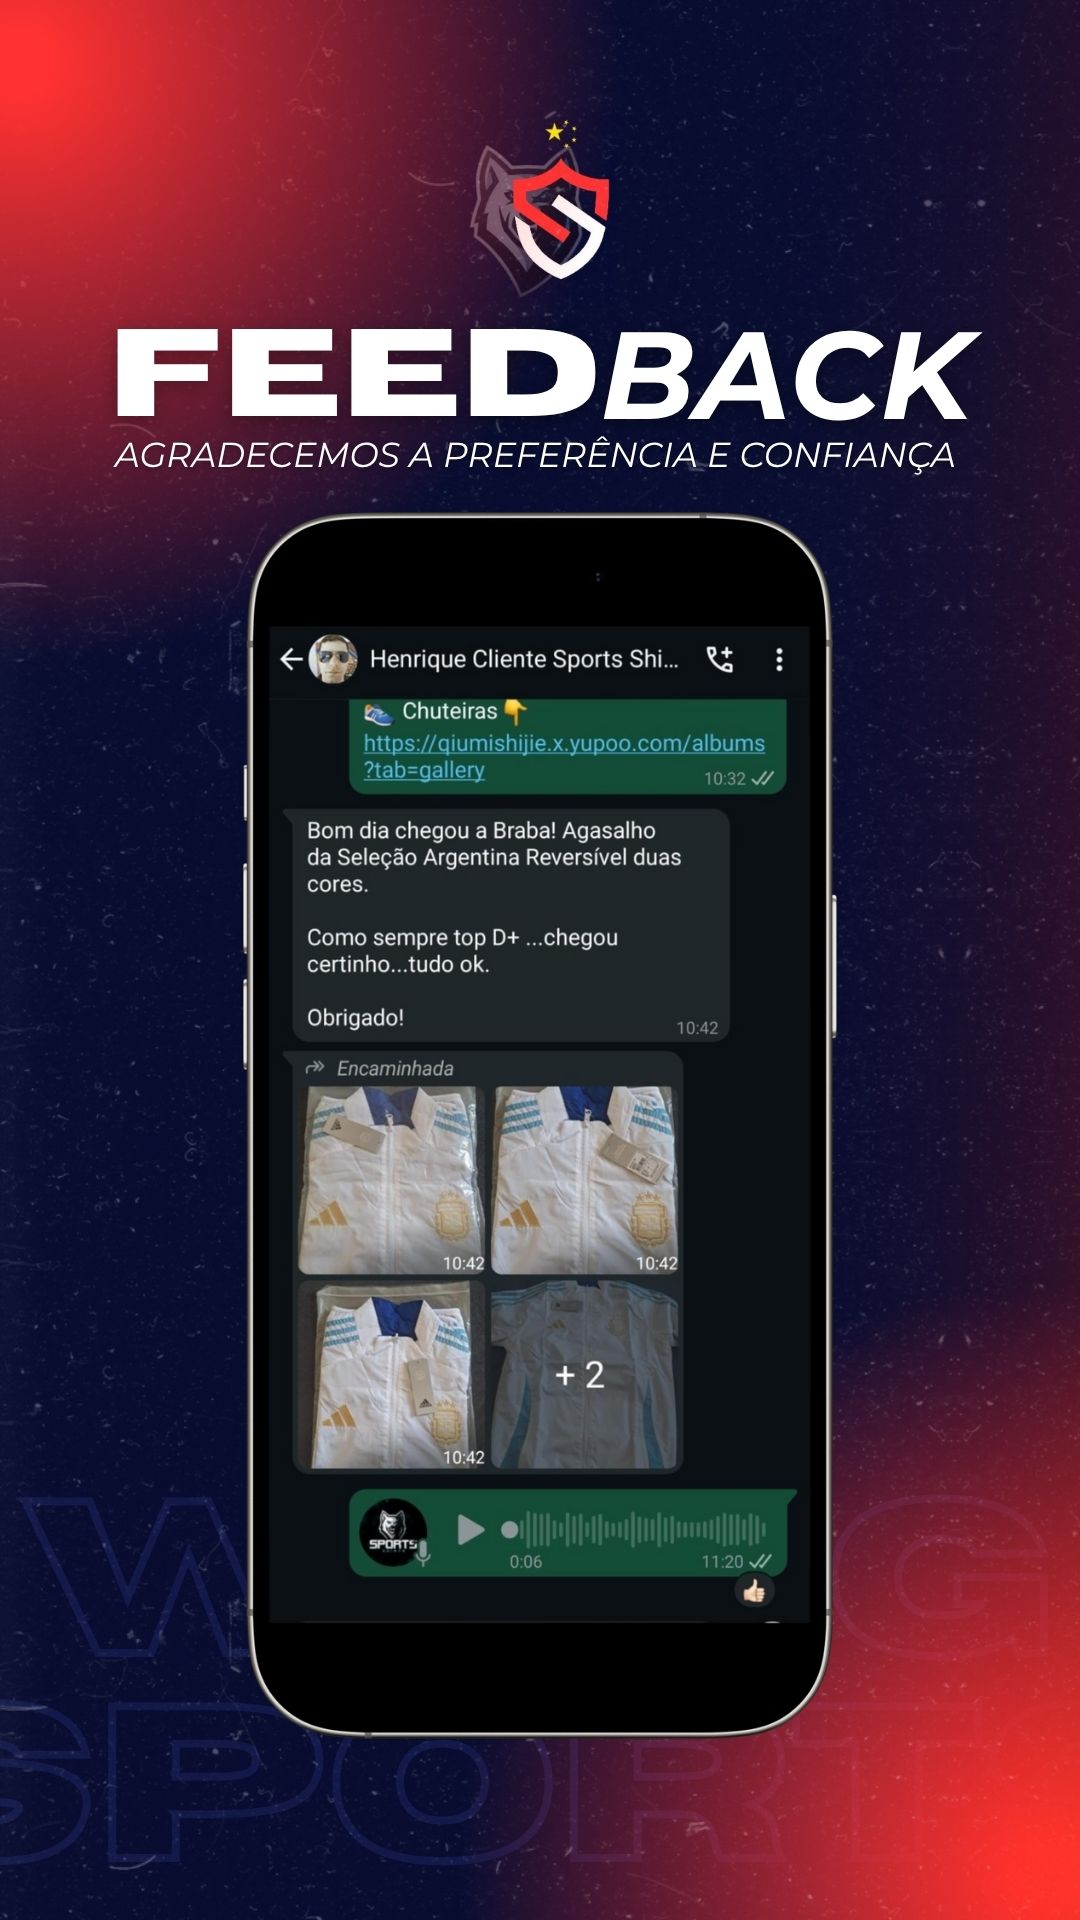 FEEDBACK
AGRADECEMOS A PREFERÊNCIA E CONFIANÇA
Henrique Cliente Sports Shi...
Chuteiras
https://qiumishijie.x.yupoo.com/albums
?tab=gallery
10:32
Bom dia chegou a Braba! Agasalho
da Seleção Argentina Reversível duas
cores.
Como sempre top D+ ...chegou
certinho...tudo ok.
Obrigado!
10:42
Encaminhada
10:42
10:42
10:42
+ 2
SPORTS
0:06
11:20
SPORTS